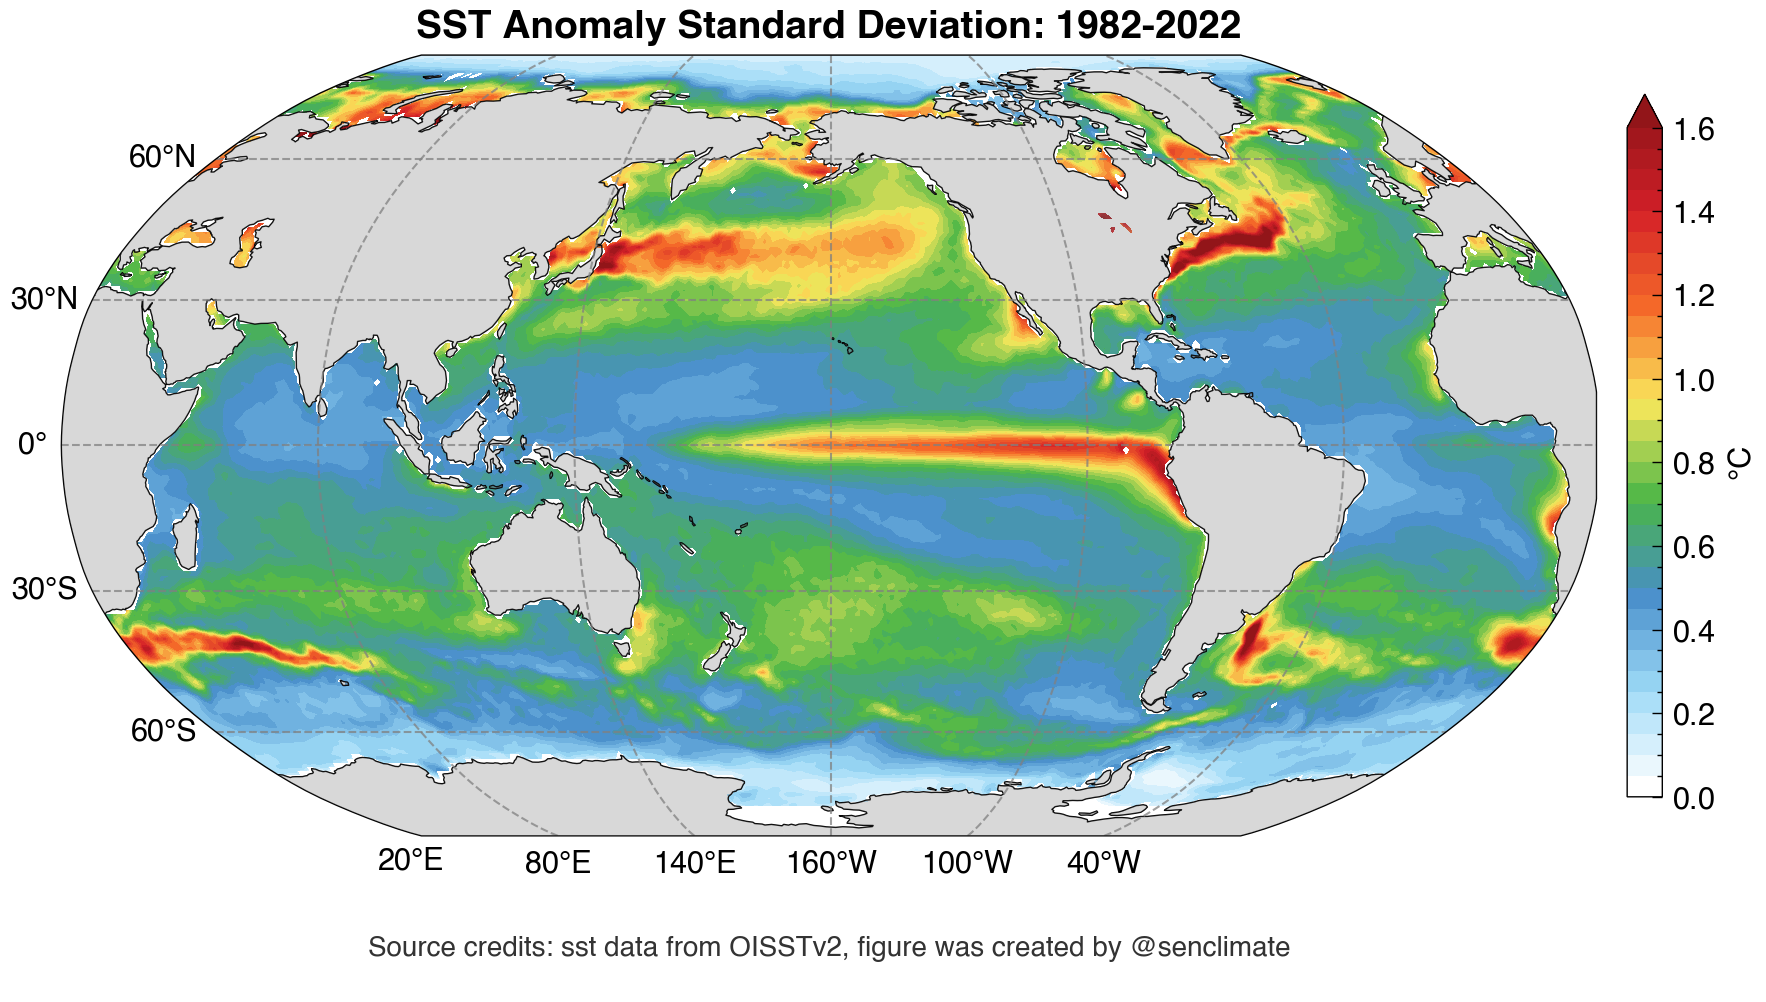 SST Anomaly Standard Deviation: 1982-2022
60°N
30°N
0°
30°S
60°S
20°E 80°E 140°E 160°W 100°W 40°W
1.6
1.4
1.2
1.0
0.8
0.6
0.4
0.2
0.0
°C
Source credits: sst data from OISSTv2, figure was created by @senclimate